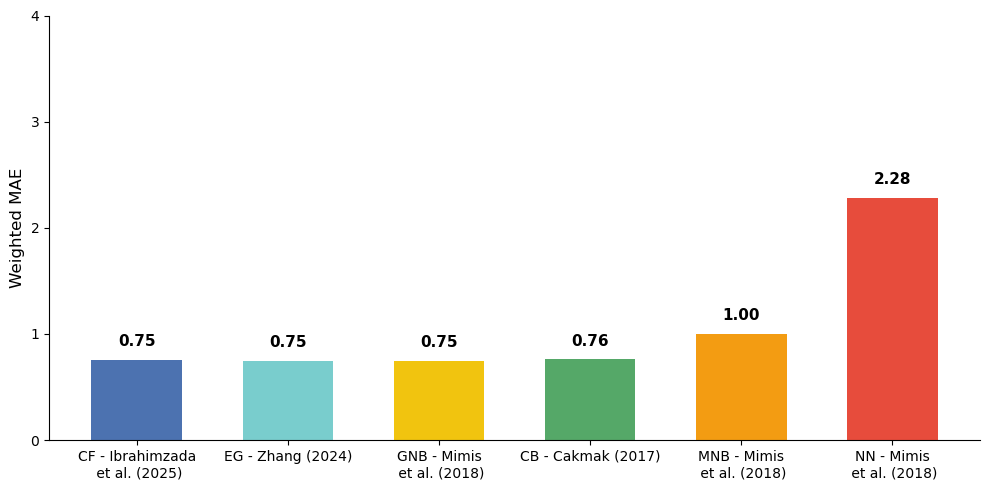 4
3
2
1
0
Weighted MAE
0.75
0.75
0.75
0.76
1.00
2.28
CF - Ibrahimzada
et al. (2025)
EG - Zhang (2024)
GNB - Mimis
et al. (2018)
CB - Cakmak (2017)
MNB - Mimis
et al. (2018)
NN - Mimis
et al. (2018)